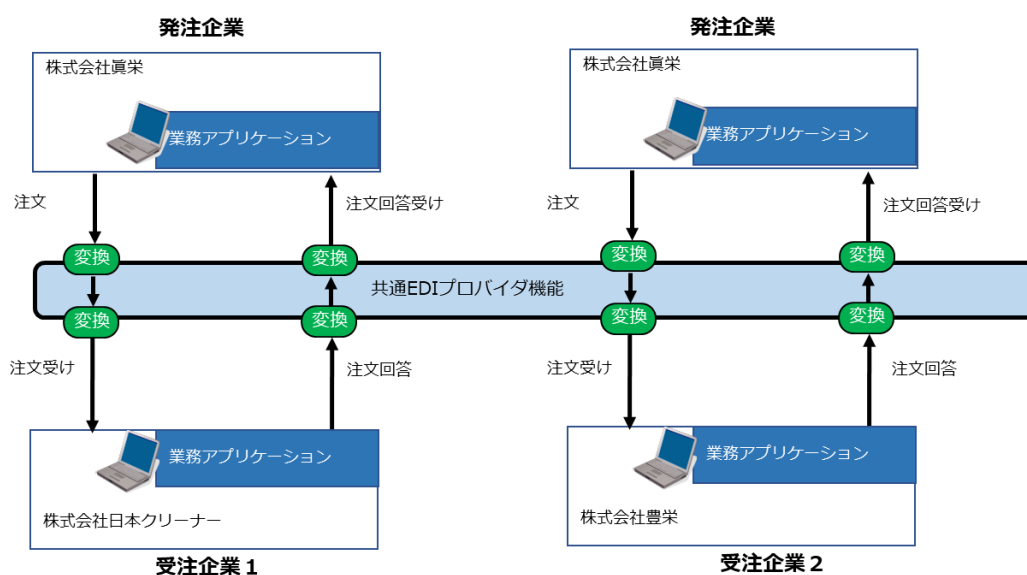 発注企業
株式会社眞栄
業務アプリケーション
注文
注文回答受け
変換
変換
変換
変換
注文受け
注文回答
業務アプリケーション
株式会社日本クリーナー
受注企業１
共通EDIプロバイダ機能
発注企業
株式会社眞栄
業務アプリケーション
注文
注文回答受け
変換
変換
変換
変換
注文受け
注文回答
業務アプリケーション
株式会社豊栄
受注企業２